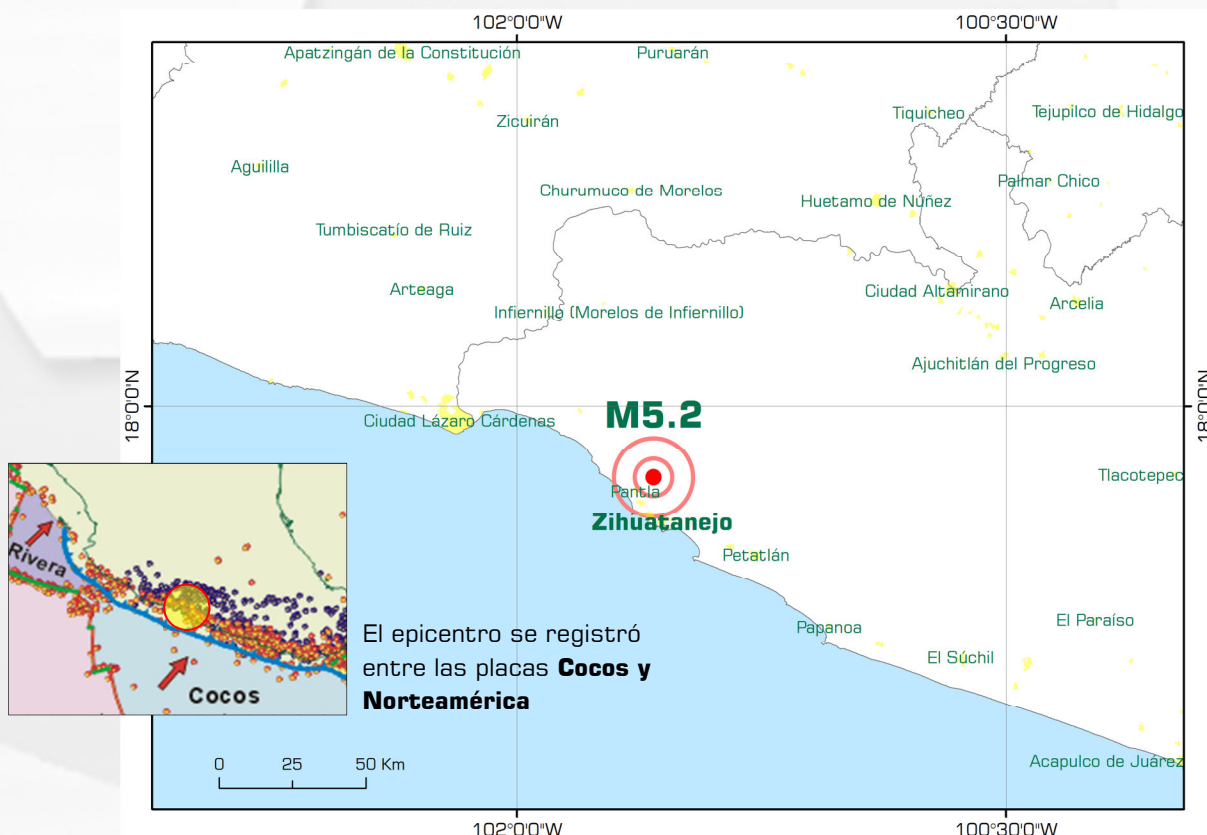 102°0'0"W
100°30'0"W
Apatzingán de la Constitución
Puruarán
Zicuirán
Tiquicheo
Tejupilco de Hidalgo
Aguililla
Churumuco de Morelos
Palmar Chico
Huetamo de Núñez
Tumbiscatío de Ruiz
Arteaga
Ciudad Altamirano
Arcelia
Infiernillo (Morelos de Infiernillo)
Ajuchitlán del Progreso
18°0'0"N
18°0'0"N
M5.2
Ciudad Lázaro Cárdenas
Tlacotepec
Pantla
Zihuatanejo
Petatlán
Rivera
Cocos
El epicentro se registró
entre las placas Cocos y
Norteamérica
Papanoa
El Paraíso
El Súchil
0 25 50 Km
Acapulco de Juárez
102°0'0"W
100°30'0"W